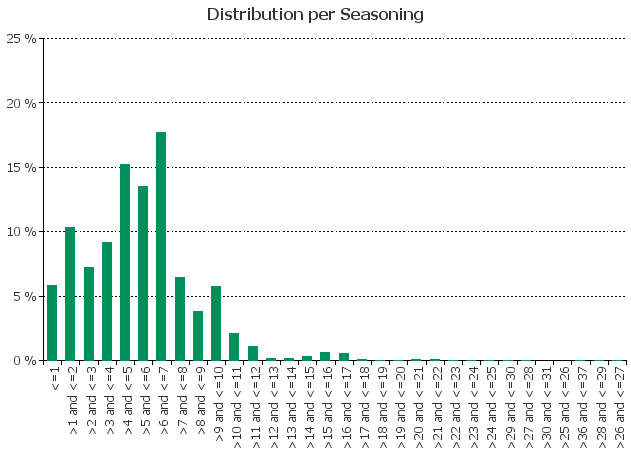 Distribution per Seasoning
25 %
20 %
15 %
10 %
5 %
0 %
<=1
>1 and <=2
>2 and <=3
>3 and <=4
>4 and <=5
>5 and <=6
>6 and <=7
>7 and <=8
>8 and <=9
>9 and <=10
>10 and <=11
>11 and <=12
>12 and <=13
>13 and <=14
>14 and <=15
>15 and <=16
>16 and <=17
>17 and <=18
>18 and <=19
>19 and <=20
>20 and <=21
>21 and <=22
>22 and <=23
>23 and <=24
>24 and <=25
>29 and <=30
>27 and <=28
>30 and <=31
>25 and <=26
>36 and <=37
>28 and <=29
>26 and <=27